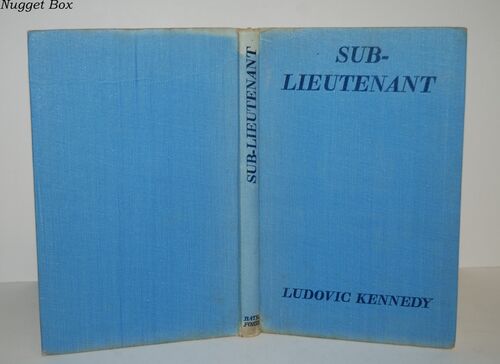 Nugget Box
SUB-LIEUTENANT
SUB-
LIEUTENANT
LUDOVIC KENNEDY